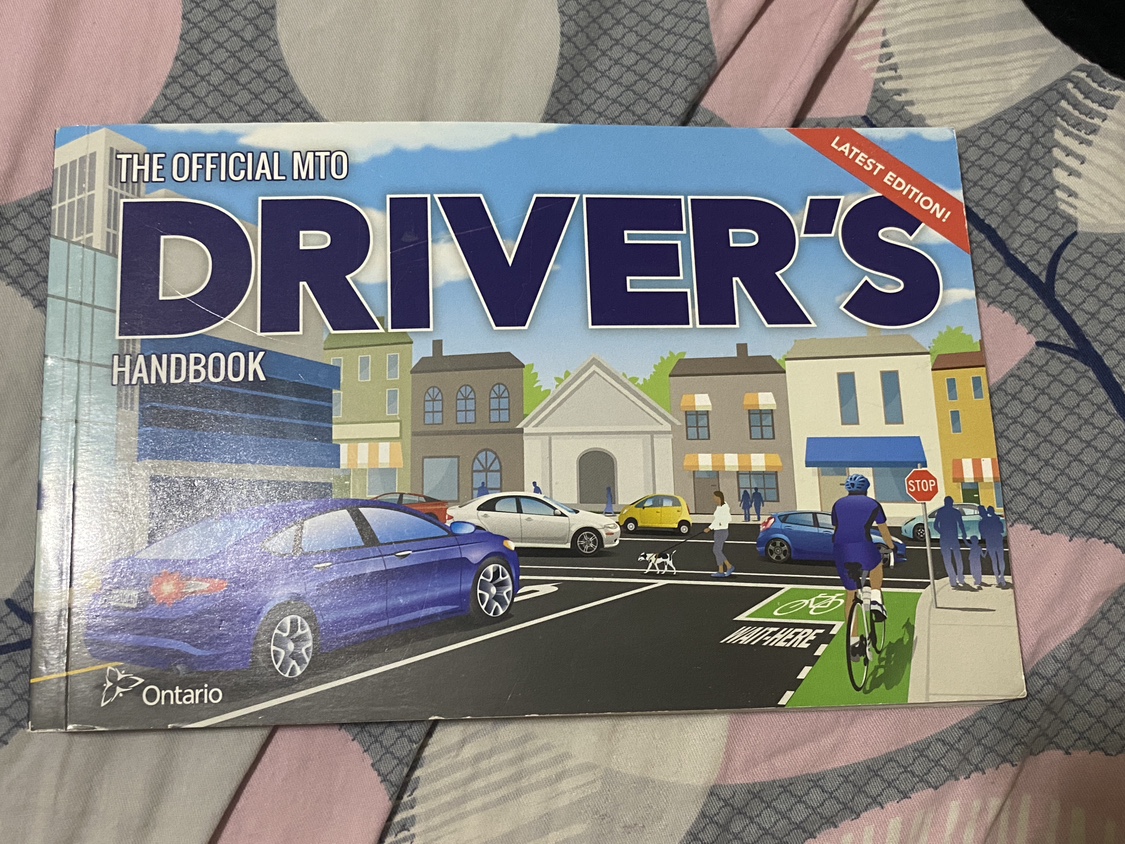 THE OFFICIAL MTO
LATEST EDITION!
DRIVER'S
HANDBOOK
STOP
WAIT HERE
Ontario